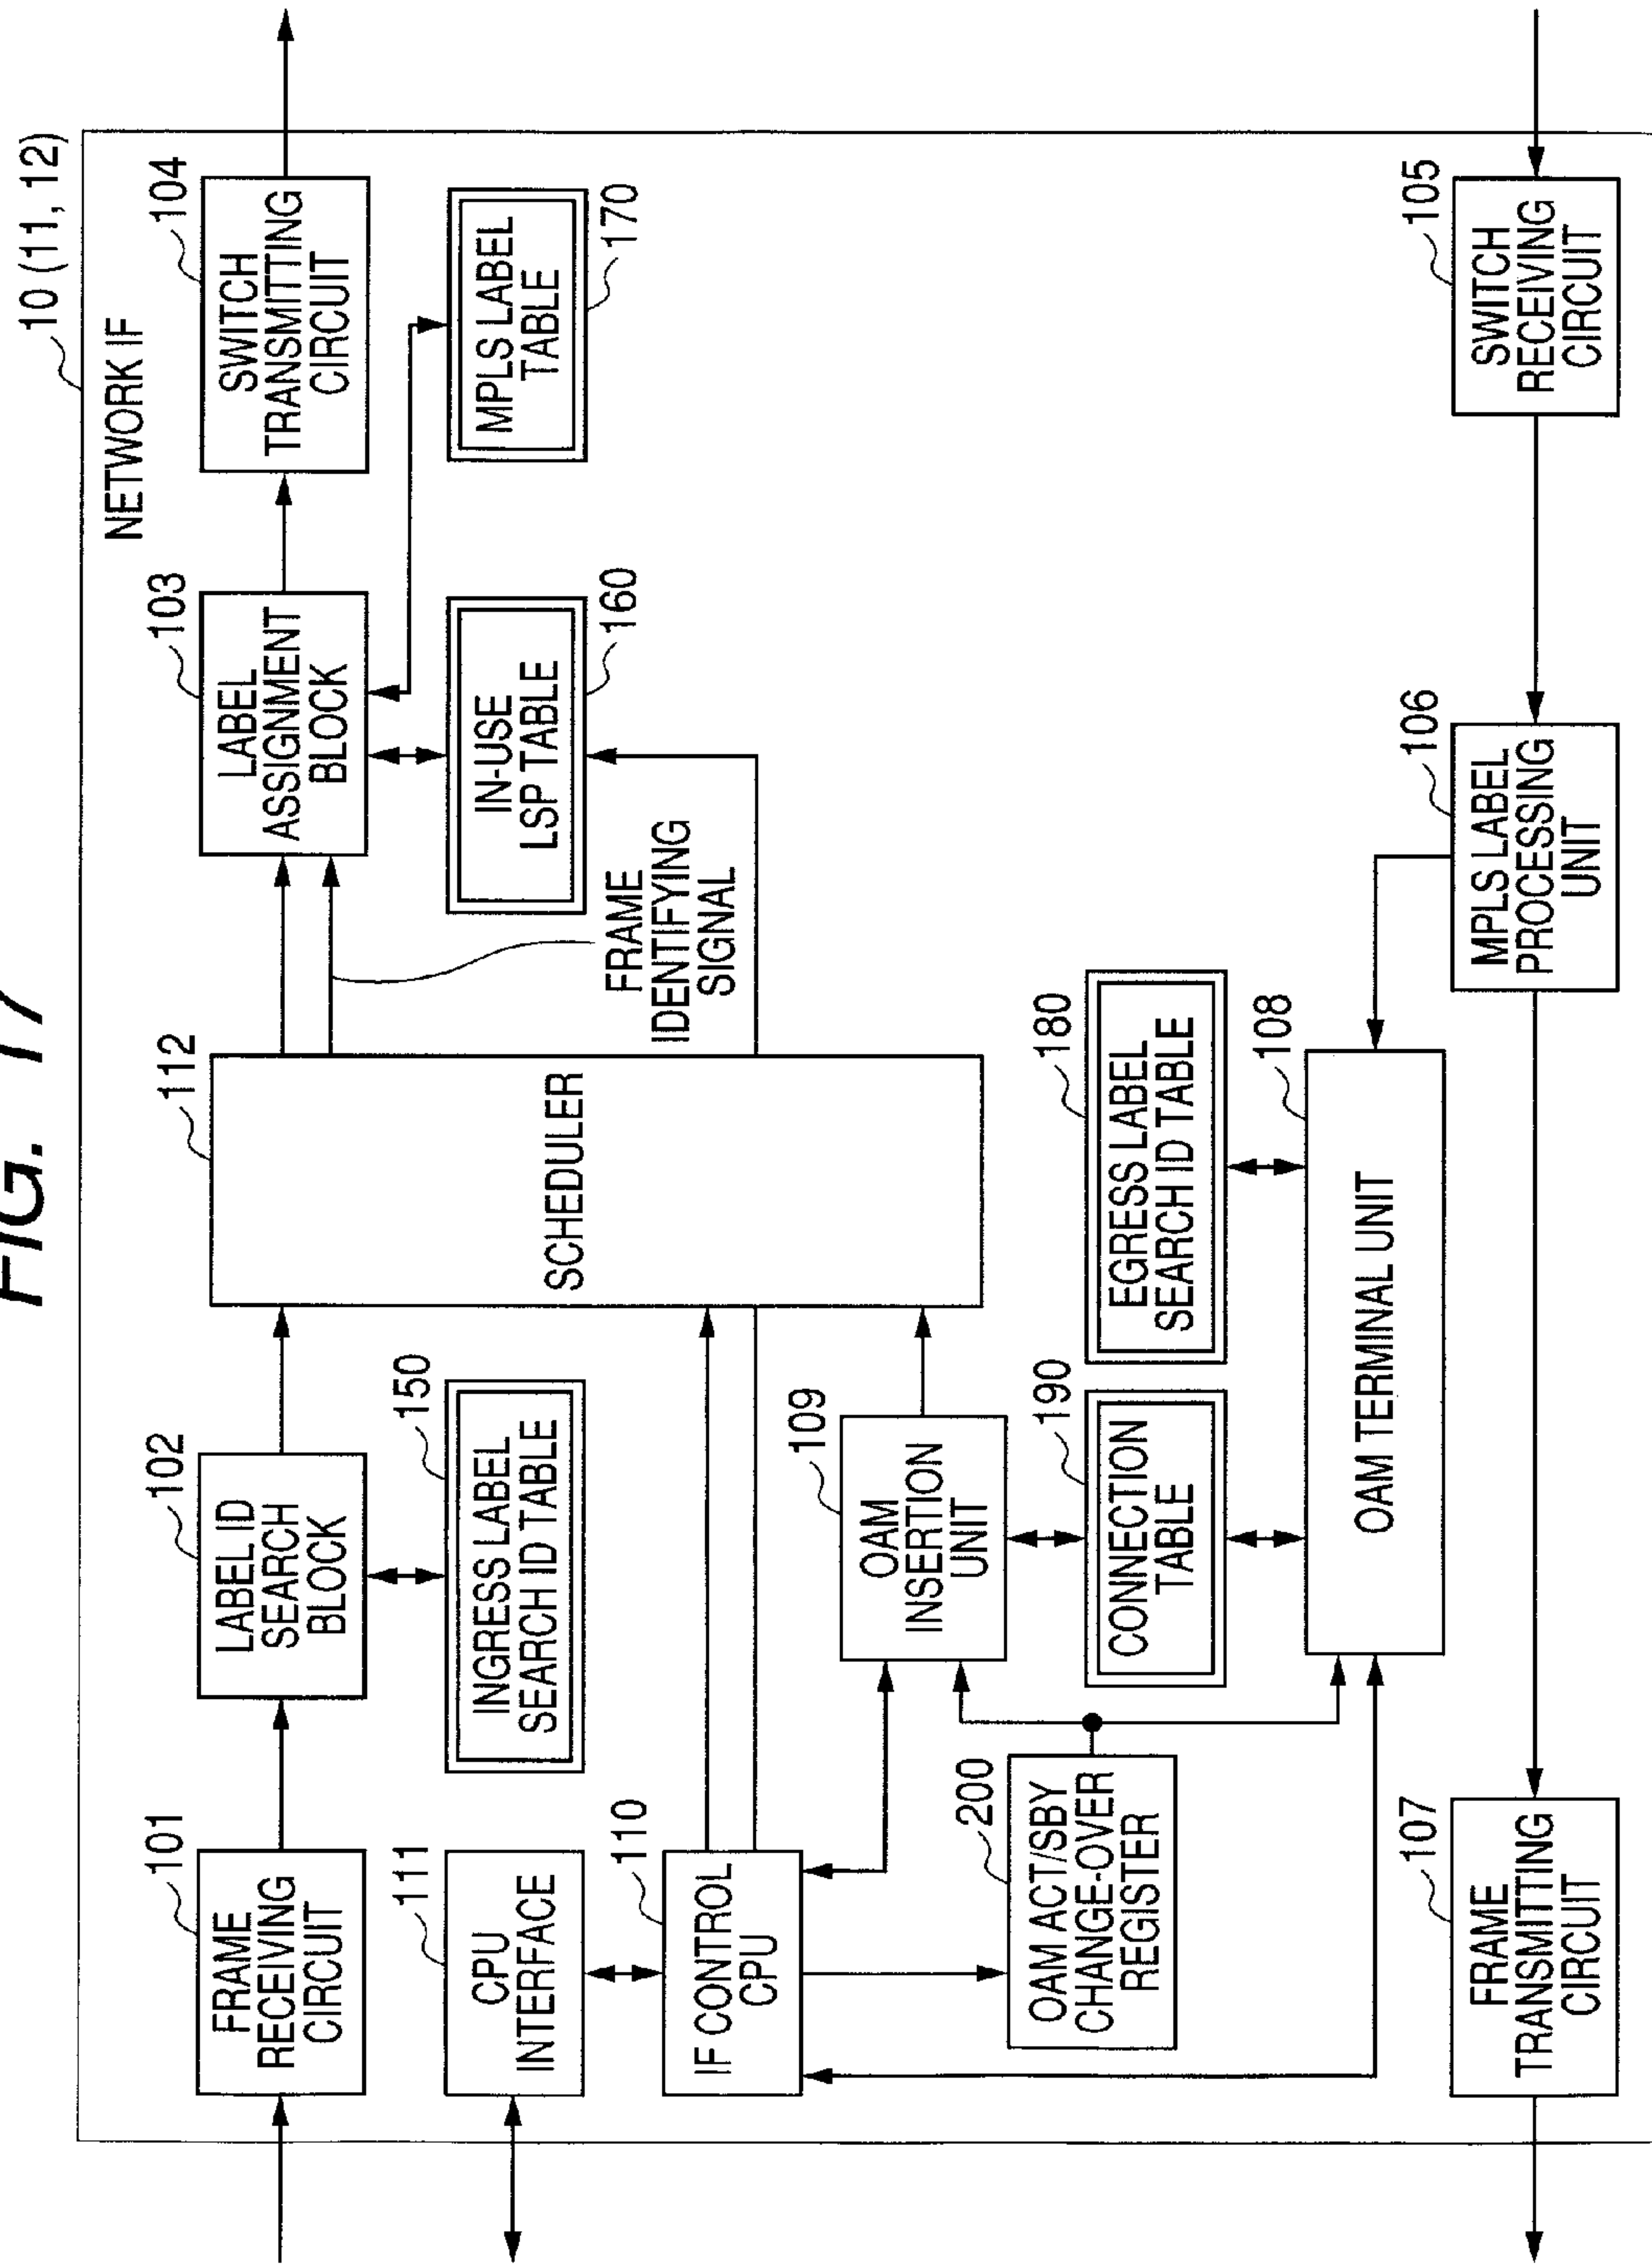 FIG. 17
10 (11, 12)
NETWORK IF
101
FRAME
RECEIVING
CIRCUIT
102
LABEL ID
SEARCH
BLOCK
112
SCHEDULER
103
LABEL
ASSIGNMENT
BLOCK
104
SWITCH
TRANSMITTING
CIRCUIT
111
CPU
INTERFACE
150
INGRESS LABEL
SEARCH ID TABLE
160
IN-USE
LSP TABLE
170
MPLS LABEL
TABLE
FRAME
IDENTIFYING
SIGNAL
110
IF CONTROL
CPU
109
OAM
INSERTION
UNIT
200
OAM ACT/SBY
CHANGE-OVER
REGISTER
190
CONNECTION
TABLE
180
EGRESS LABEL
SEARCH ID TABLE
108
OAM TERMINAL UNIT
107
FRAME
TRANSMITTING
CIRCUIT
106
MPLS LABEL
PROCESSING
UNIT
105
SWITCH
RECEIVING
CIRCUIT